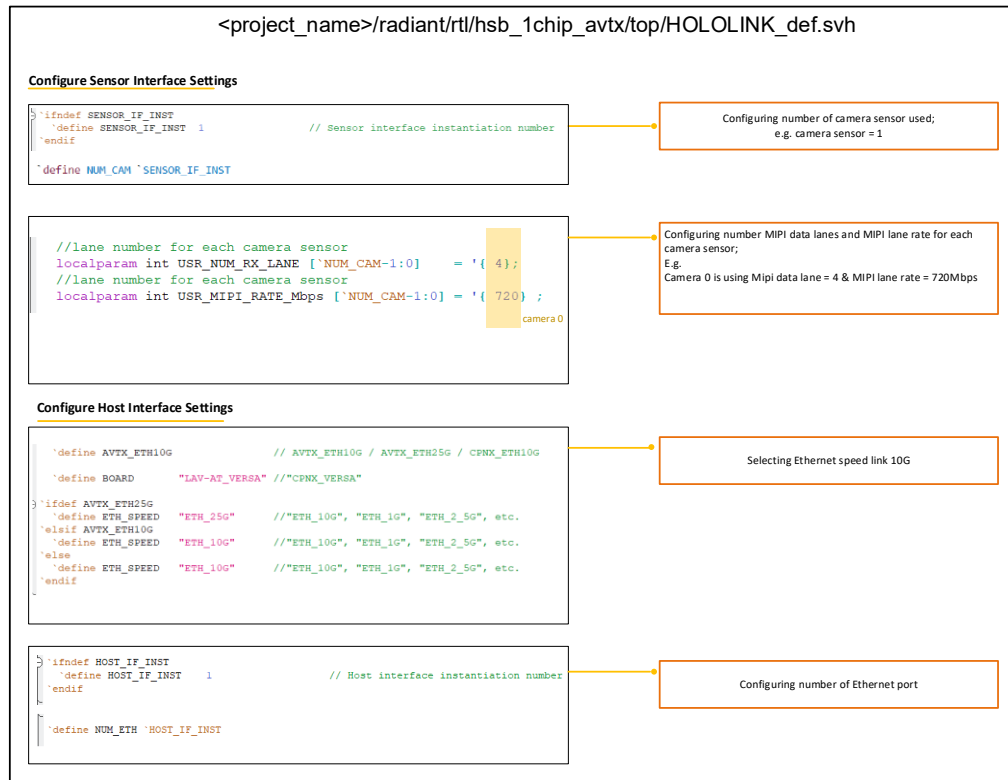 <project_name>/radiant/rtl/hsb_1chip_avtx/top/HOLOLINK_def.svh
Configure Sensor Interface Settings
`ifndef SENSOR_IF_INST
`define SENSOR_IF_INST 1 // Sensor interface instantiation number
`endif
`define NUM_CAM `SENSOR_IF_INST
Configuring number of camera sensor used;
e.g. camera sensor = 1
//lane number for each camera sensor
localparam int USR_NUM_RX_LANE [`NUM_CAM-1:0] = '{ 4};
//lane number for each camera sensor
localparam int USR_MIPI_RATE_Mbps [`NUM_CAM-1:0] = '{ 720} ;
camera 0
Configuring number MIPI data lanes and MIPI lane rate for each
camera sensor;
E.g.
Camera 0 is using Mipi data lane = 4 & MIPI lane rate = 720Mbps
Configure Host Interface Settings
`define AVTX_ETH10G // AVTX_ETH10G / AVTX_ETH25G / CPNX_ETH10G
`define BOARD "LAV-AT_VERSA" //"CPNX_VERSA"
`ifdef AVTX_ETH25G
`define ETH_SPEED "ETH_25G" //"ETH_10G", "ETH_1G", "ETH_2_5G", etc.
`elsif AVTX_ETH10G
`define ETH_SPEED "ETH_10G" //"ETH_10G", "ETH_1G", "ETH_2_5G", etc.
`else
`define ETH_SPEED "ETH_10G" //"ETH_10G", "ETH_1G", "ETH_2_5G", etc.
`endif
Selecting Ethernet speed link 10G
`ifndef HOST_IF_INST
`define HOST_IF_INST 1 // Host interface instantiation number
`endif
`define NUM_ETH `HOST_IF_INST
Configuring number of Ethernet port